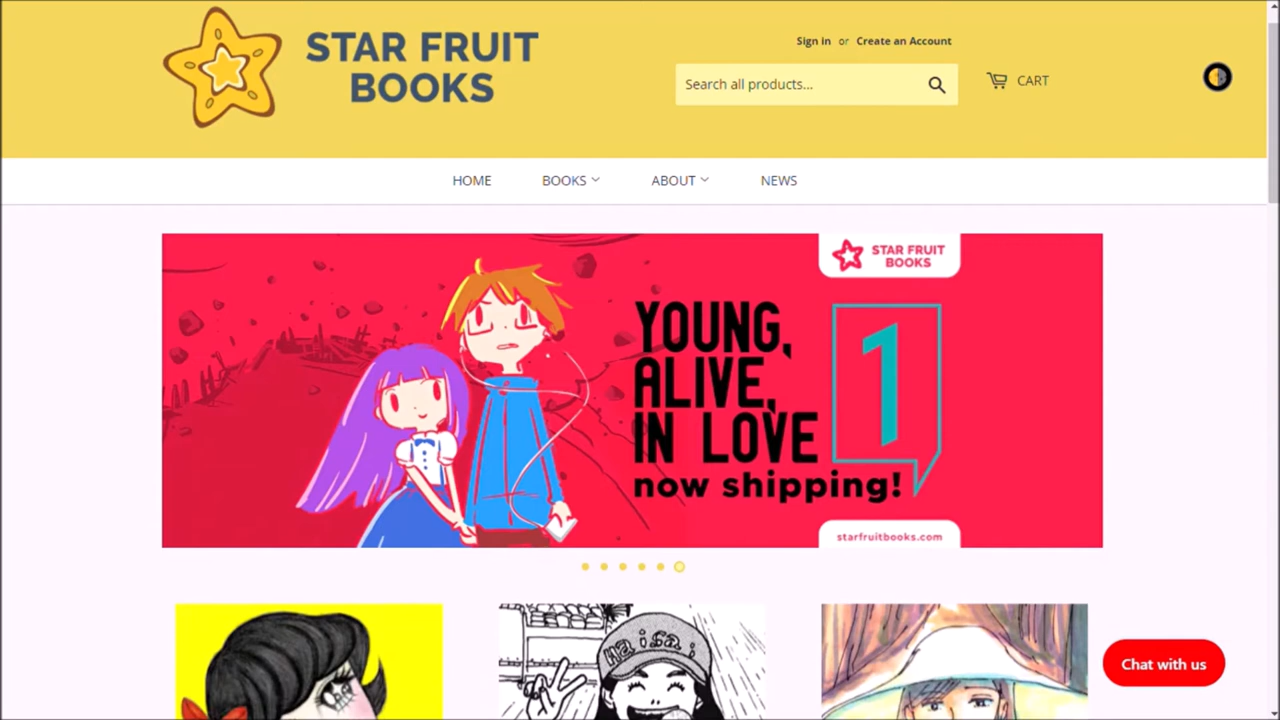 STAR FRUIT
BOOKS
Sign in or Create an Account
Search all products...
CART
HOME
BOOKS
ABOUT
NEWS
STAR FRUIT
BOOKS
YOUNG,
ALIVE,
IN LOVE
1
now shipping!
starfruitbooks.com
Haisai
Chat with us